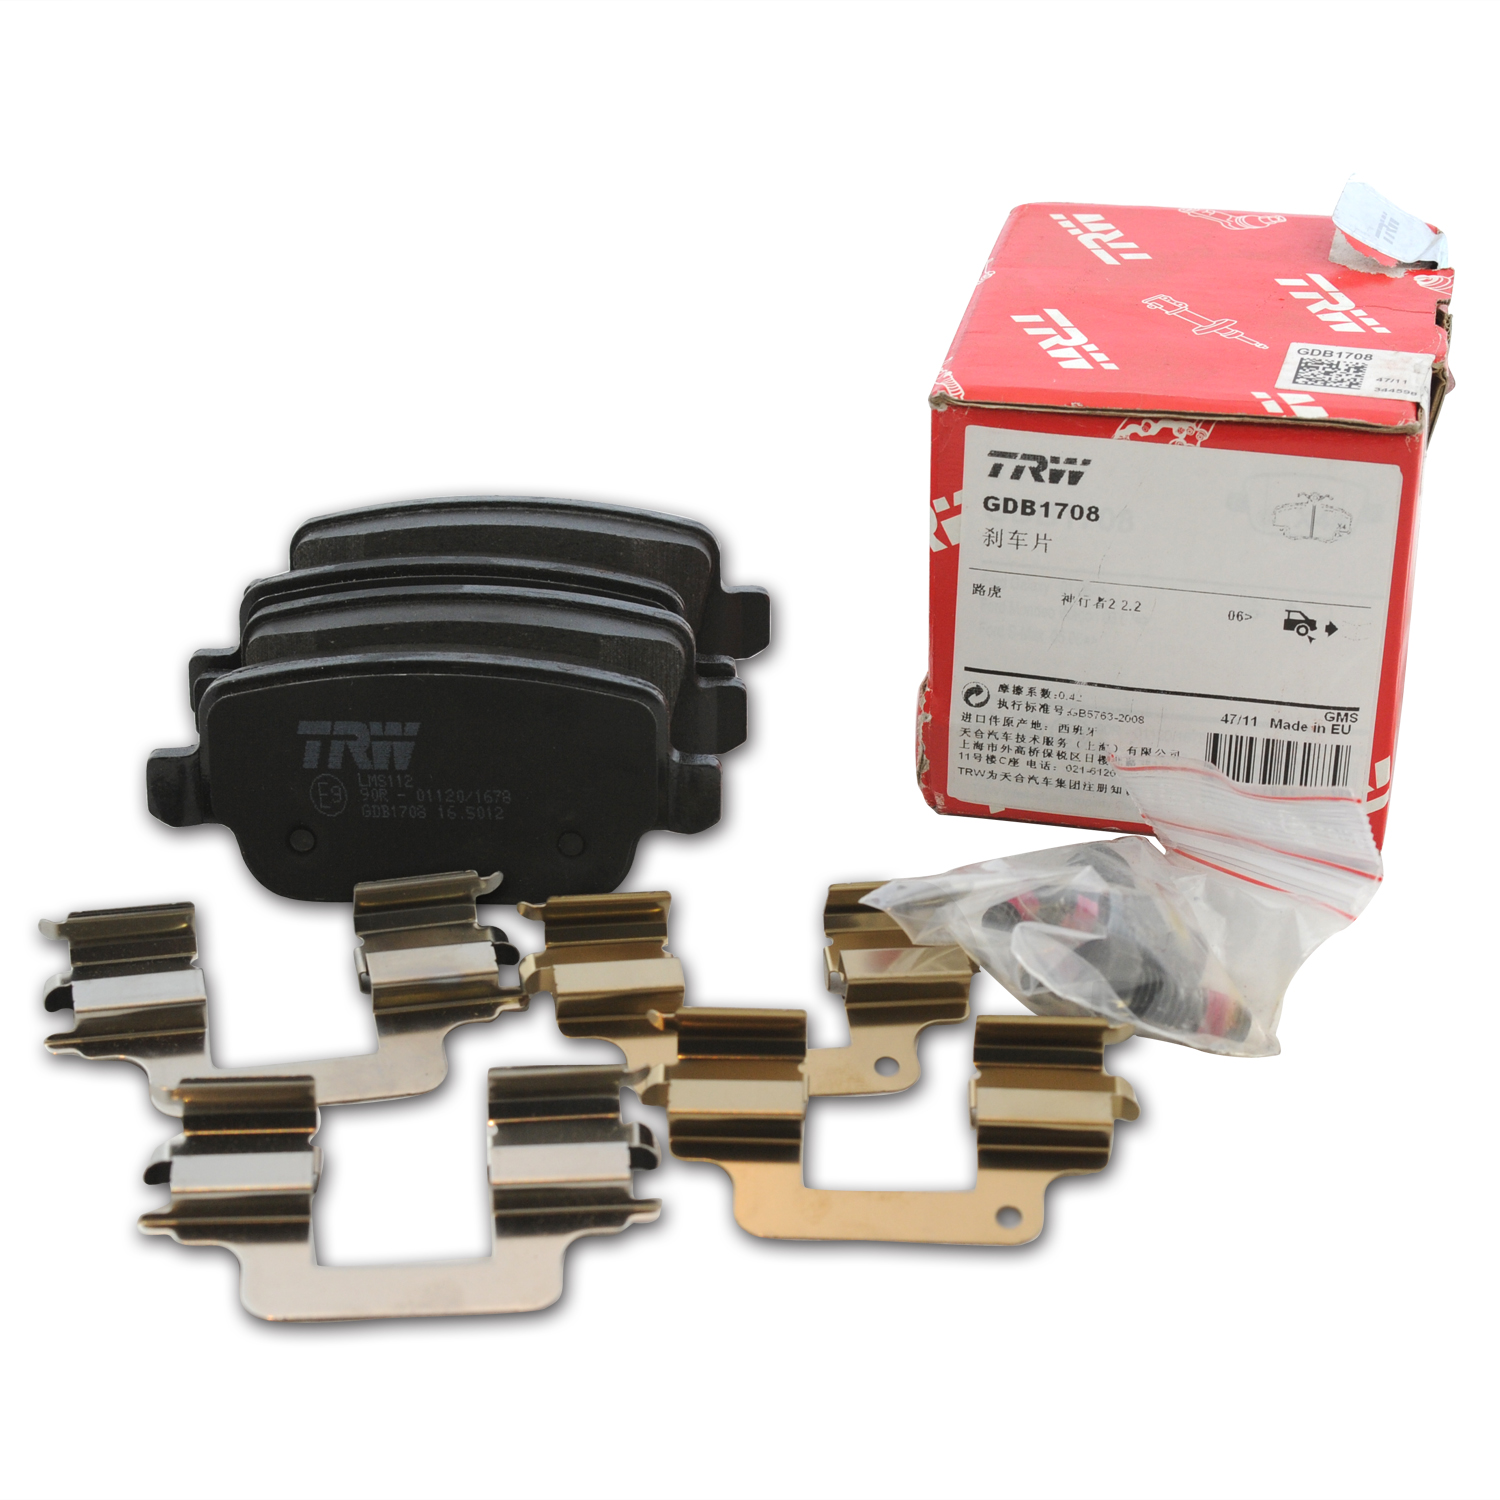 TRW
TRW
TRW
GDB1708
47/11
TRW
GDB1708
刹车片
路虎 神行者2 2.2 06>
摩擦系数:0.42
执行标准号:GB5763-2008
进口件原产地: 西班牙
天合汽车技术服务（上海）有限公司
上海市外高桥保税区日
11号楼C座 电话: 021-6120
TRW为天合汽车集团注册
GMS
47/11 Made in EU
TRW
LMS112
E9 90R - 01120/1678
GDB1708 16.5012